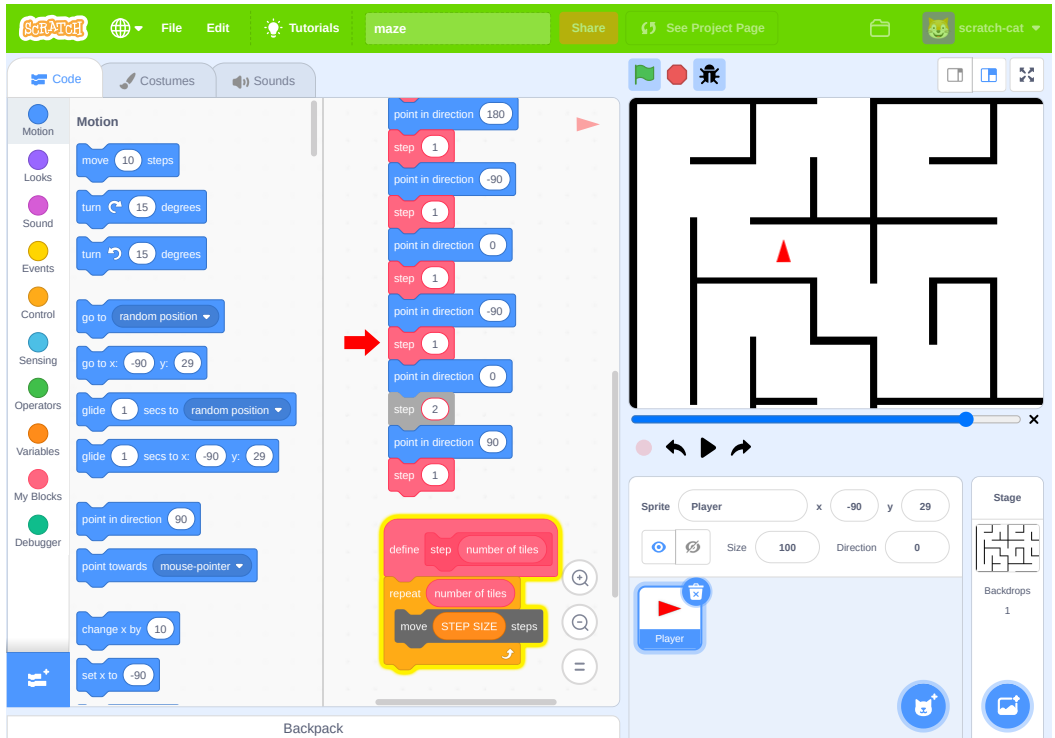 SCRATCH
File
Edit
Tutorials
maze
Share
See Project Page
scratch-cat
Code
Costumes
Sounds
Motion
Looks
Sound
Events
Control
Sensing
Operators
Variables
My Blocks
Debugger
Motion
move 10 steps
turn 15 degrees
turn 15 degrees
go to random position
go to x: -90 y: 29
glide 1 secs to random position
glide 1 secs to x: -90 y: 29
point in direction 90
point towards mouse-pointer
change x by 10
set x to -90
point in direction 180
step 1
point in direction -90
step 1
point in direction 0
step 1
point in direction -90
step 1
point in direction 0
step 2
point in direction 90
step 1
define step number of tiles
repeat number of tiles
move STEP SIZE steps
Backpack
Sprite Player x -90 y 29
Size 100 Direction 0
Player
Stage
Backdrops
1